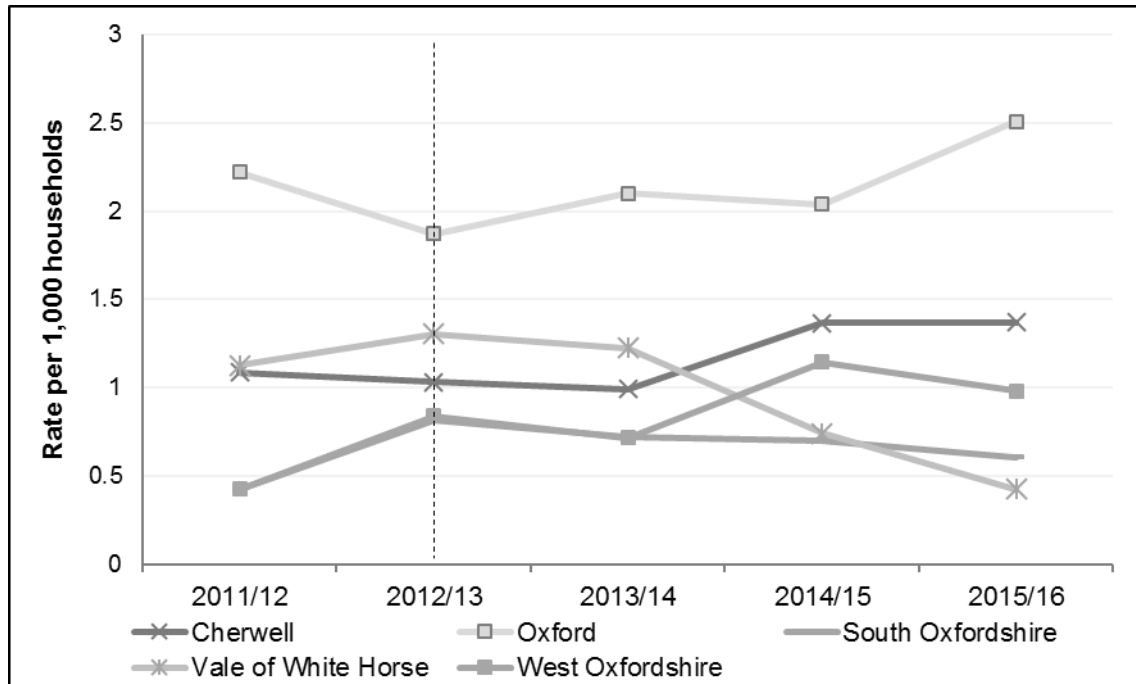 3
2.5
2
1.5
1
0.5
0
Rate per 1,000 households
2011/12 2012/13 2013/14 2014/15 2015/16
Cherwell Oxford South Oxfordshire
Vale of White Horse West Oxfordshire